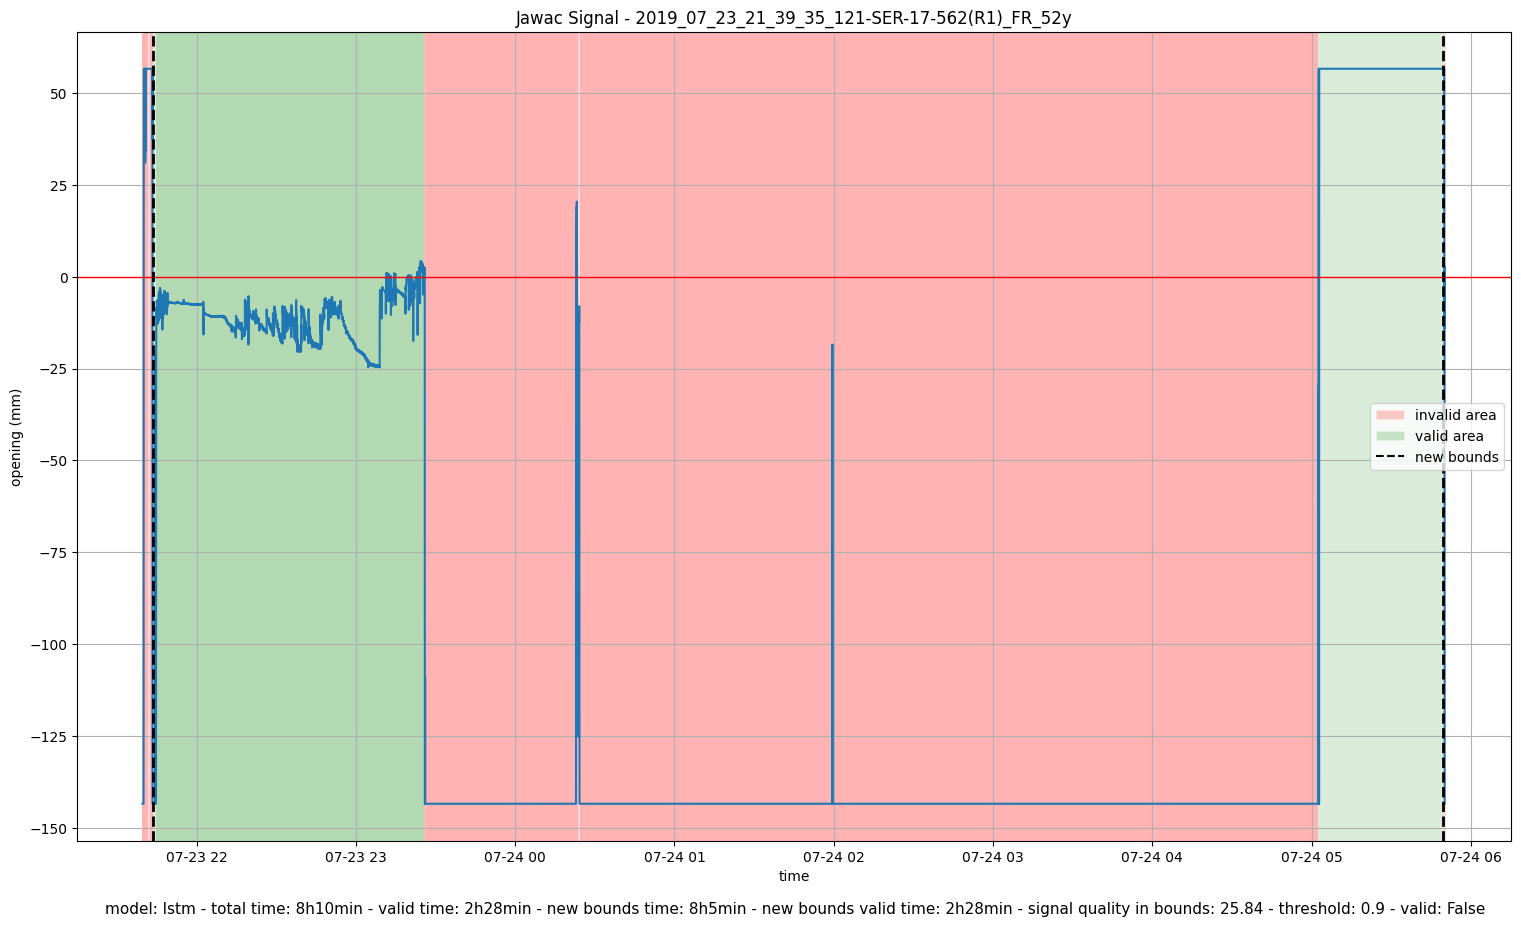 Jawac Signal - 2019_07_23_21_39_35_121-SER-17-562(R1)_FR_52y
50
25
0
−25
−50
−75
−100
−125
−150
opening (mm)
invalid area
valid area
new bounds
07-23 22
07-23 23
07-24 00
07-24 01
07-24 02
07-24 03
07-24 04
07-24 05
07-24 06
time
model: lstm - total time: 8h10min - valid time: 2h28min - new bounds time: 8h5min - new bounds valid time: 2h28min - signal quality in bounds: 25.84 - threshold: 0.9 - valid: False